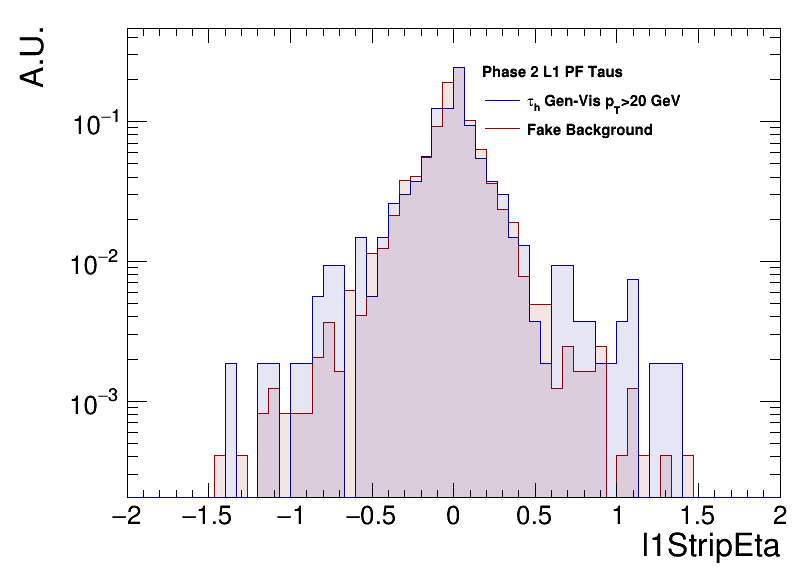 A.U.
Phase 2 L1 PF Taus
τh Gen-Vis pT>20 GeV
Fake Background
10−1
10−2
10−3
−2 −1.5 −1 −0.5 0 0.5 1 1.5 2
l1StripEta